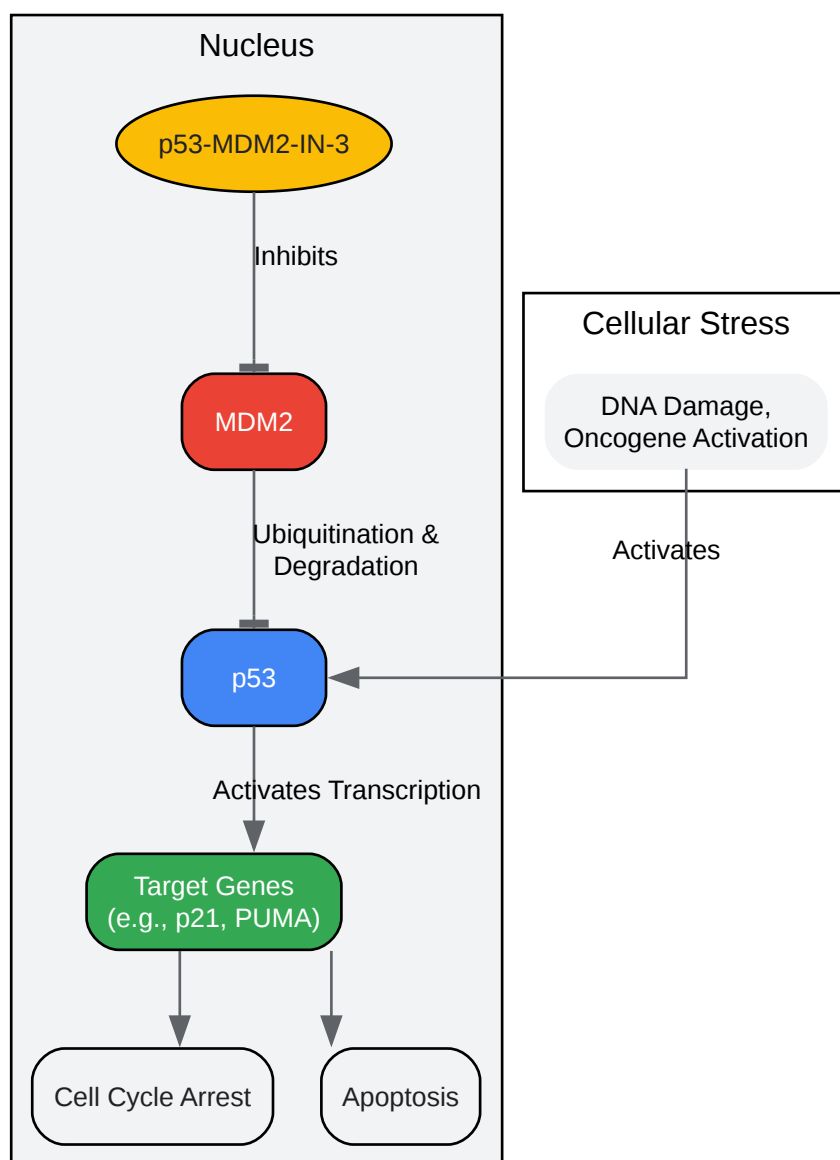 Nucleus
p53-MDM2-IN-3
Inhibits
Cellular Stress
DNA Damage,
Oncogene Activation
MDM2
Ubiquitination &
Degradation
Activates
p53
Activates Transcription
Target Genes
(e.g., p21, PUMA)
Cell Cycle Arrest
Apoptosis